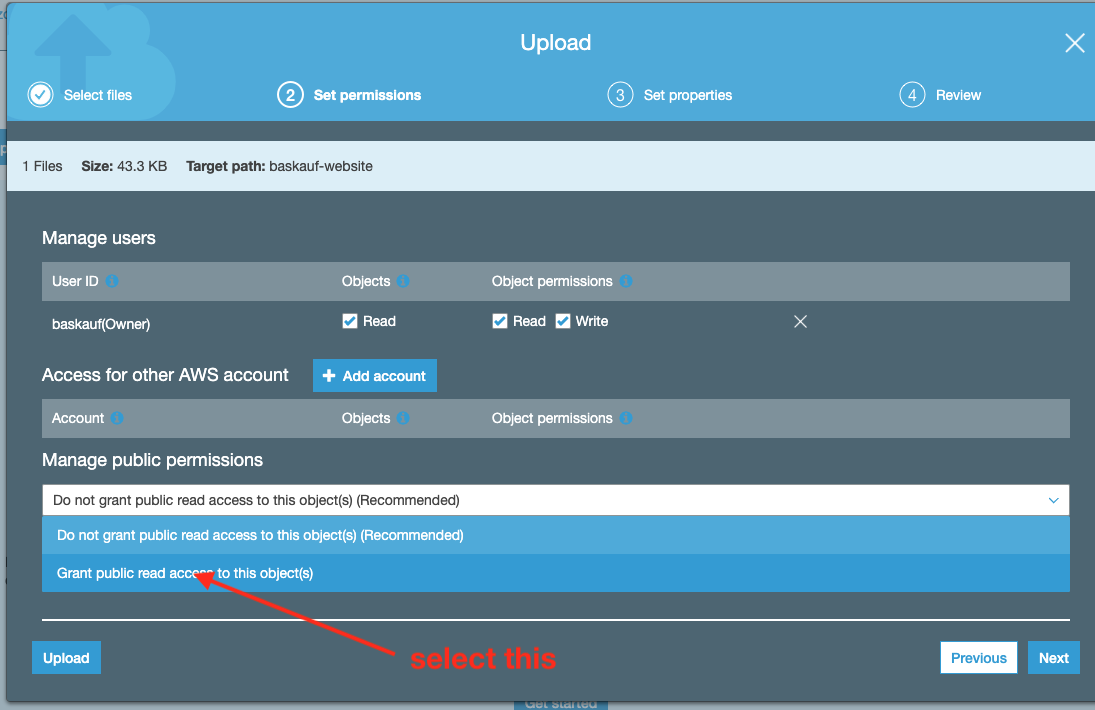 Upload
Select files
2 Set permissions
3 Set properties
4 Review
1 Files Size: 43.3 KB Target path: baskauf-website
Manage users
User ID Objects Object permissions
baskauf(Owner) Read Read Write
Access for other AWS account + Add account
Account Objects Object permissions
Manage public permissions
Do not grant public read access to this object(s) (Recommended)
Do not grant public read access to this object(s) (Recommended)
Grant public read access to this object(s)
select this
Upload Previous Next
Get started